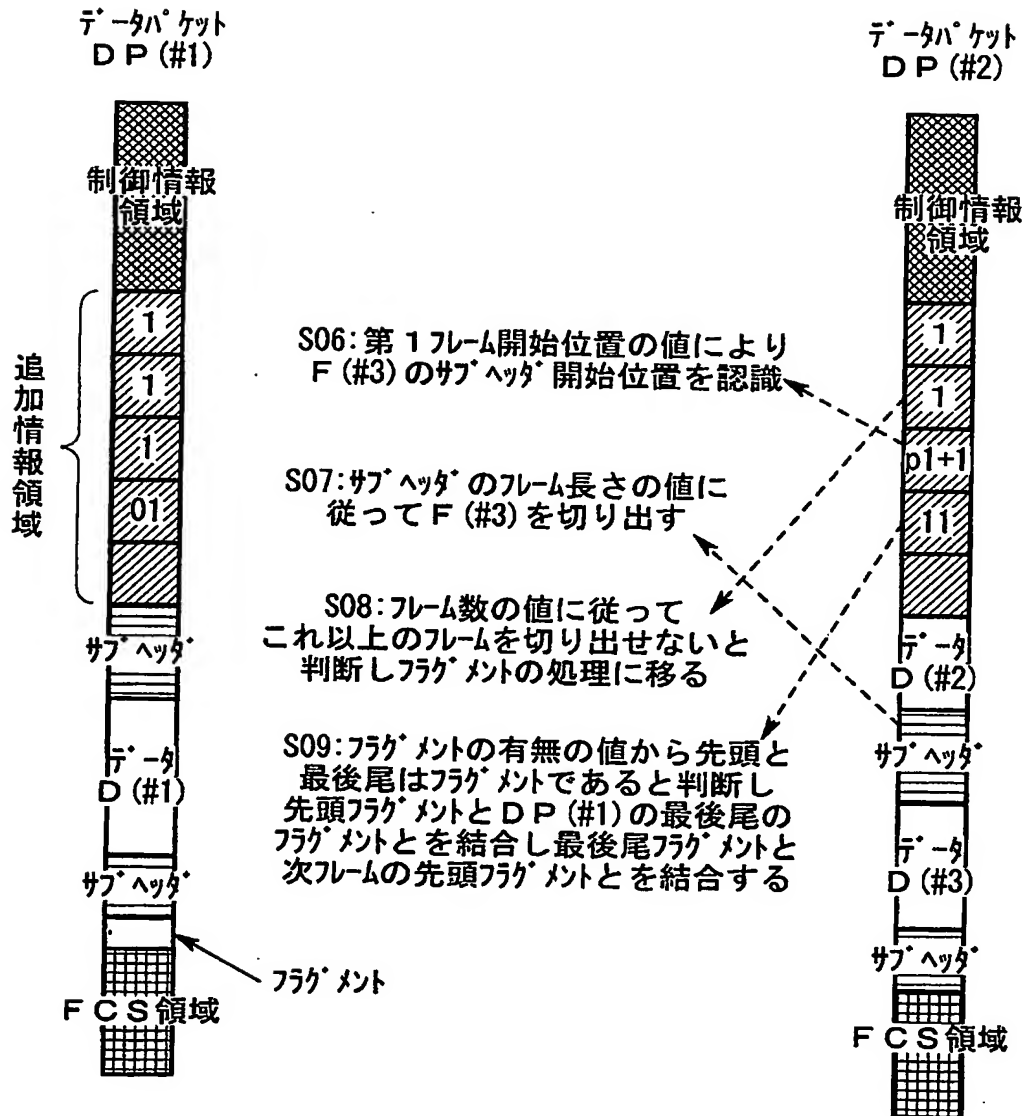 データパケット
DP(#1)
制御情報
領域
追加情報領域
1
1
1
01
サブヘッダ
データ
D(#1)
サブヘッダ
フラグメント
FCS領域
S06:第1フレーム開始位置の値により
F(#3)のサブヘッダ開始位置を認識
S07:サブヘッダのフレーム長さの値に
従ってF(#3)を切り出す
S08:フレーム数の値に従って
これ以上のフレームを切り出せないと
判断しフラグメントの処理に移る
S09:フラグメントの有無の値から先頭と
最後尾はフラグメントであると判断し
先頭フラグメントとDP(#1)の最後尾の
フラグメントとを結合し最後尾フラグメントと
次フレームの先頭フラグメントとを結合する
データパケット
DP(#2)
制御情報
領域
1
1
p1+1
11
データ
D(#2)
サブヘッダ
データ
D(#3)
サブヘッダ
FCS領域